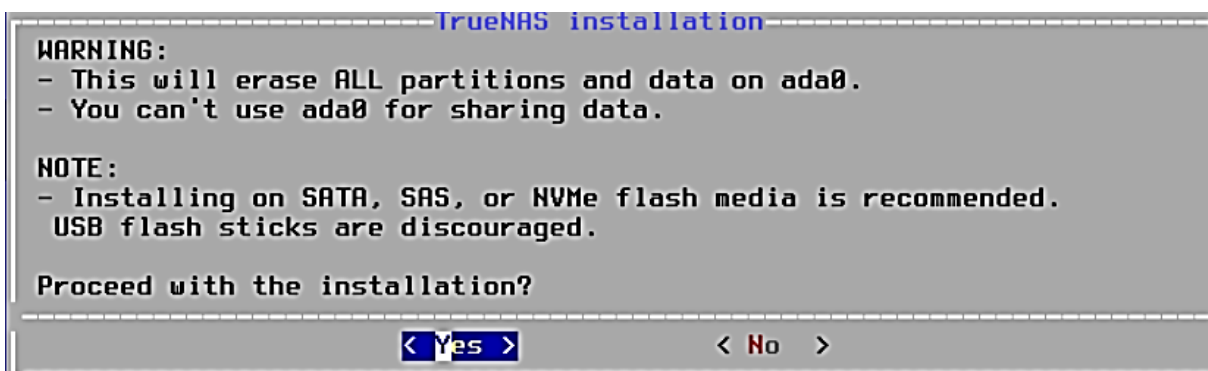 TrueNAS installation
WARNING:
- This will erase ALL partitions and data on ada0.
- You can't use ada0 for sharing data.
NOTE:
- Installing on SATA, SAS, or NVMe flash media is recommended.
USB flash sticks are discouraged.
Proceed with the installation?
< Yes > < No >